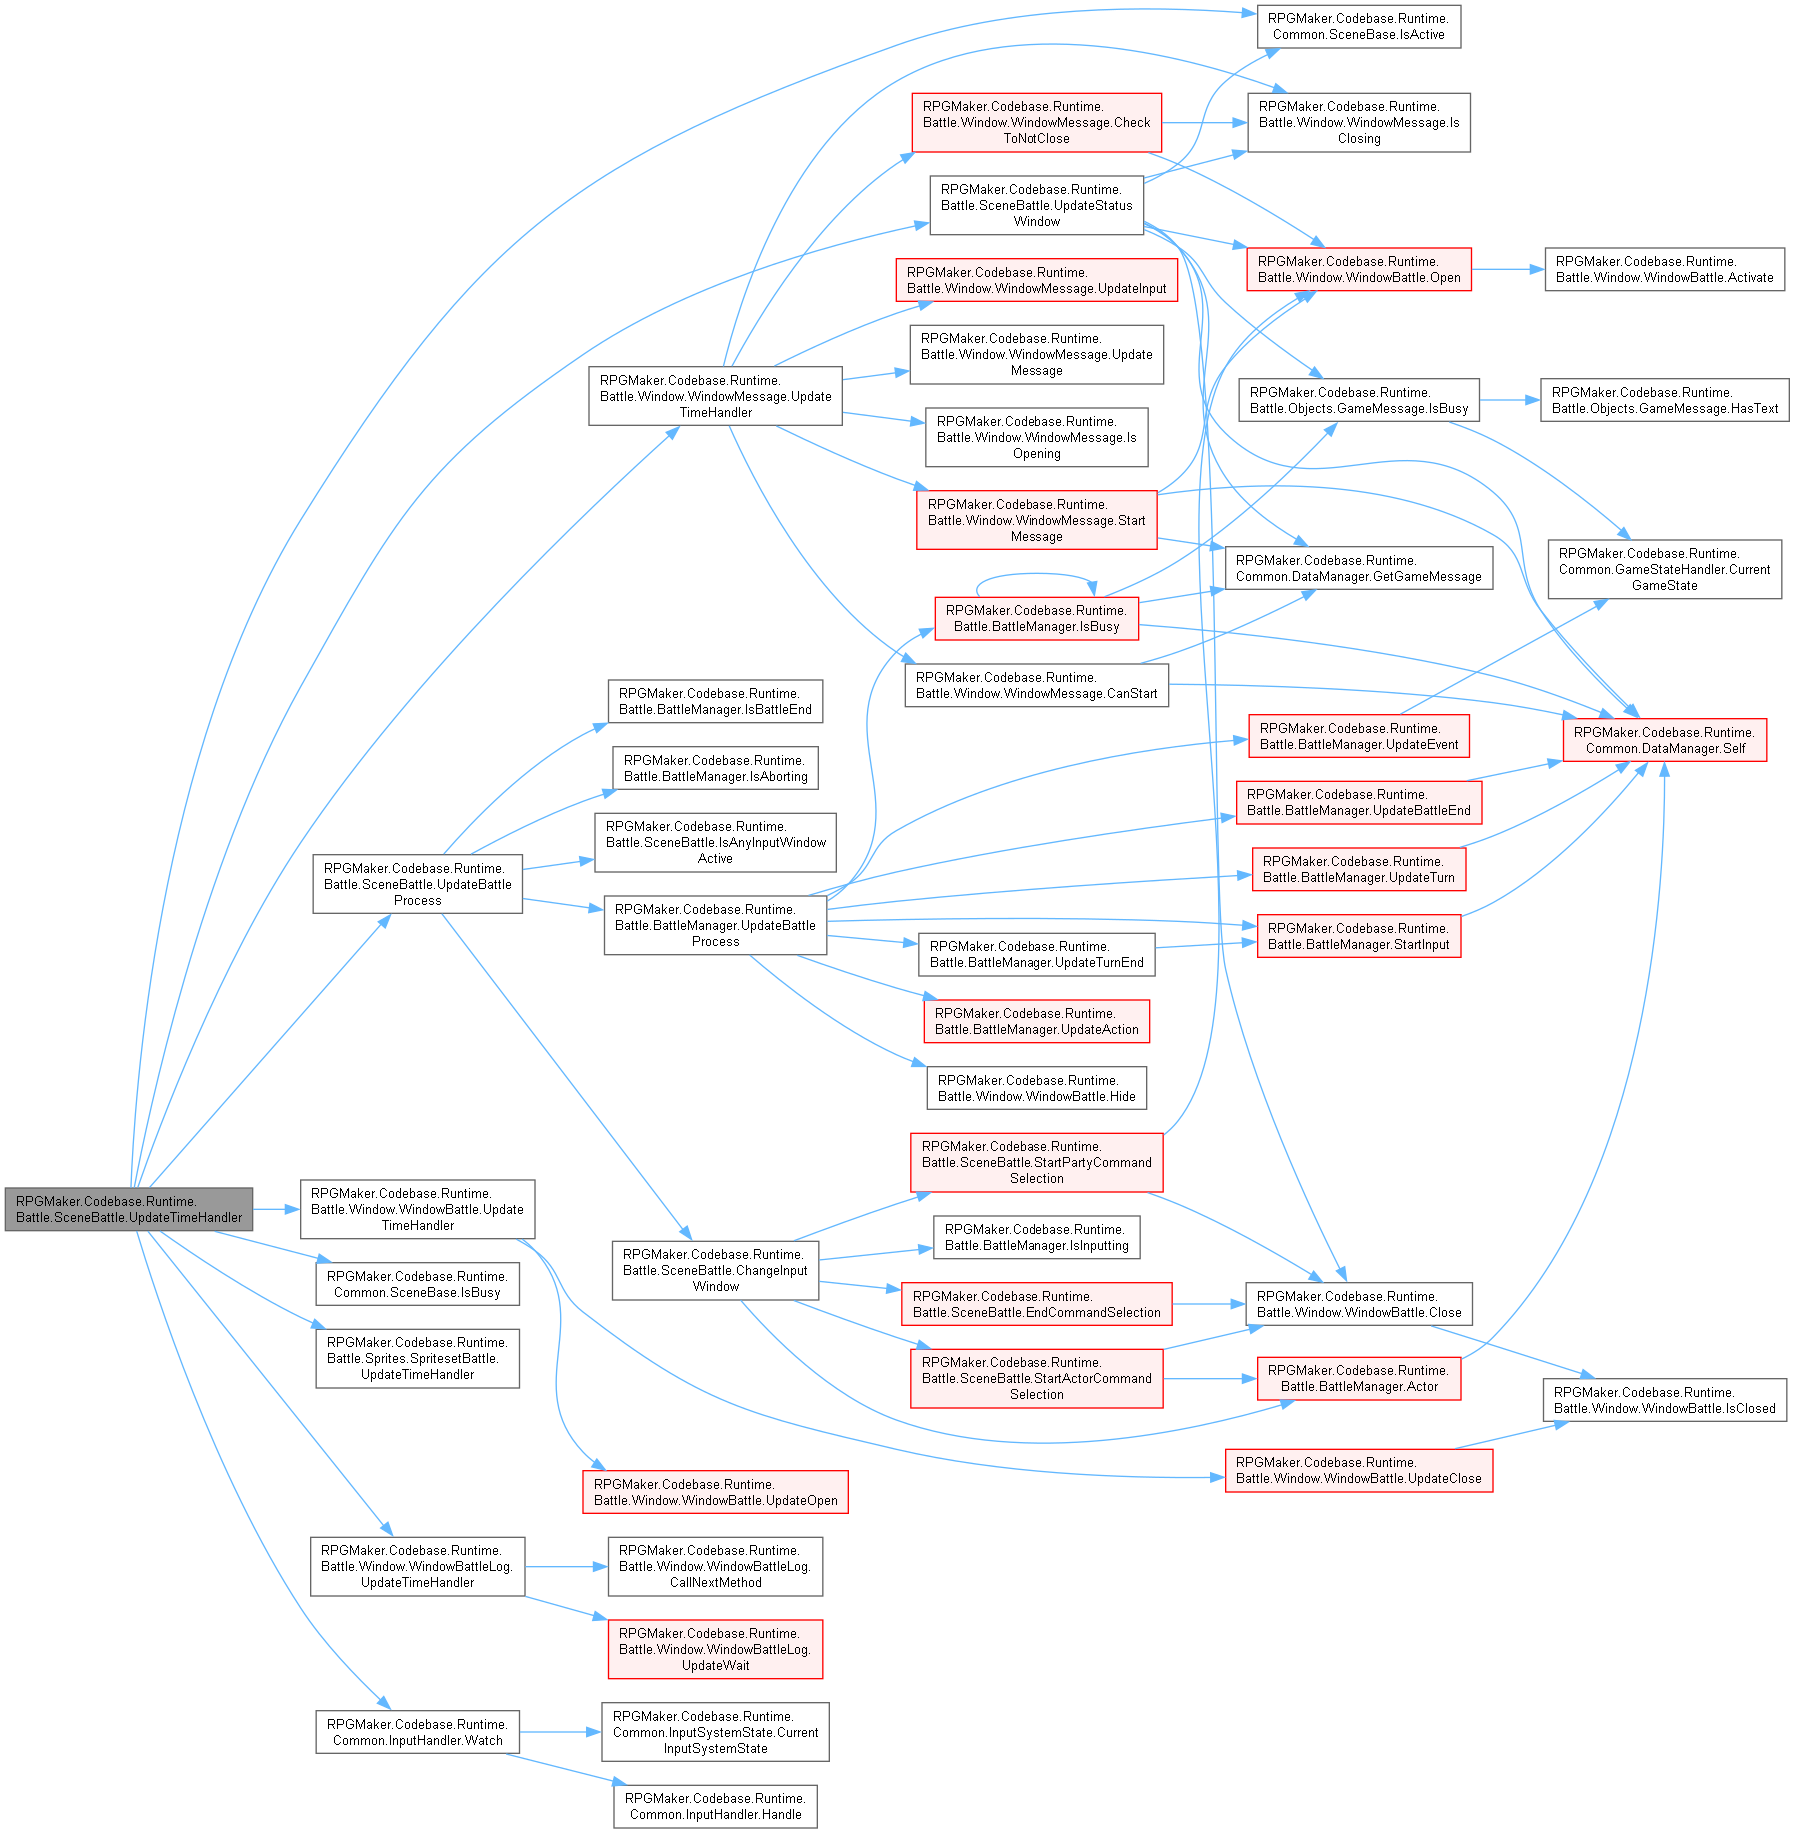 RPGMaker.Codebase.Runtime.
Battle.SceneBattle.UpdateTimeHandler
RPGMaker.Codebase.Runtime.
Common.SceneBase.IsActive
RPGMaker.Codebase.Runtime.
Battle.Window.WindowMessage.Is
Closing
RPGMaker.Codebase.Runtime.
Battle.Window.WindowMessage.Check
ToNotClose
RPGMaker.Codebase.Runtime.
Battle.SceneBattle.UpdateStatus
Window
RPGMaker.Codebase.Runtime.
Battle.Window.WindowBattle.Open
RPGMaker.Codebase.Runtime.
Battle.Window.WindowBattle.Activate
RPGMaker.Codebase.Runtime.
Battle.Window.WindowMessage.UpdateInput
RPGMaker.Codebase.Runtime.
Battle.Window.WindowMessage.Update
Message
RPGMaker.Codebase.Runtime.
Battle.Window.WindowMessage.Update
TimeHandler
RPGMaker.Codebase.Runtime.
Battle.Objects.GameMessage.IsBusy
RPGMaker.Codebase.Runtime.
Battle.Objects.GameMessage.HasText
RPGMaker.Codebase.Runtime.
Battle.Window.WindowMessage.Is
Opening
RPGMaker.Codebase.Runtime.
Battle.Window.WindowMessage.Start
Message
RPGMaker.Codebase.Runtime.
Common.DataManager.GetGameMessage
RPGMaker.Codebase.Runtime.
Common.GameStateHandler.Current
GameState
RPGMaker.Codebase.Runtime.
Battle.BattleManager.IsBusy
RPGMaker.Codebase.Runtime.
Battle.Window.WindowMessage.CanStart
RPGMaker.Codebase.Runtime.
Battle.BattleManager.IsBattleEnd
RPGMaker.Codebase.Runtime.
Battle.BattleManager.UpdateEvent
RPGMaker.Codebase.Runtime.
Common.DataManager.Self
RPGMaker.Codebase.Runtime.
Battle.BattleManager.IsAborting
RPGMaker.Codebase.Runtime.
Battle.BattleManager.UpdateBattleEnd
RPGMaker.Codebase.Runtime.
Battle.SceneBattle.IsAnyInputWindow
Active
RPGMaker.Codebase.Runtime.
Battle.SceneBattle.UpdateBattle
Process
RPGMaker.Codebase.Runtime.
Battle.BattleManager.UpdateTurn
RPGMaker.Codebase.Runtime.
Battle.BattleManager.UpdateBattle
Process
RPGMaker.Codebase.Runtime.
Battle.BattleManager.StartInput
RPGMaker.Codebase.Runtime.
Battle.BattleManager.UpdateTurnEnd
RPGMaker.Codebase.Runtime.
Battle.BattleManager.UpdateAction
RPGMaker.Codebase.Runtime.
Battle.Window.WindowBattle.Hide
RPGMaker.Codebase.Runtime.
Battle.SceneBattle.StartPartyCommand
Selection
RPGMaker.Codebase.Runtime.
Battle.Window.WindowBattle.Update
TimeHandler
RPGMaker.Codebase.Runtime.
Battle.BattleManager.IsInputting
RPGMaker.Codebase.Runtime.
Battle.SceneBattle.ChangeInput
Window
RPGMaker.Codebase.Runtime.
Common.SceneBase.IsBusy
RPGMaker.Codebase.Runtime.
Battle.SceneBattle.EndCommandSelection
RPGMaker.Codebase.Runtime.
Battle.Window.WindowBattle.Close
RPGMaker.Codebase.Runtime.
Battle.Sprites.SpritesetBattle.
UpdateTimeHandler
RPGMaker.Codebase.Runtime.
Battle.SceneBattle.StartActorCommand
Selection
RPGMaker.Codebase.Runtime.
Battle.BattleManager.Actor
RPGMaker.Codebase.Runtime.
Battle.Window.WindowBattle.IsClosed
RPGMaker.Codebase.Runtime.
Battle.Window.WindowBattle.UpdateClose
RPGMaker.Codebase.Runtime.
Battle.Window.WindowBattle.UpdateOpen
RPGMaker.Codebase.Runtime.
Battle.Window.WindowBattleLog.
UpdateTimeHandler
RPGMaker.Codebase.Runtime.
Battle.Window.WindowBattleLog.
CallNextMethod
RPGMaker.Codebase.Runtime.
Battle.Window.WindowBattleLog.
UpdateWait
RPGMaker.Codebase.Runtime.
Common.InputHandler.Watch
RPGMaker.Codebase.Runtime.
Common.InputSystemState.Current
InputSystemState
RPGMaker.Codebase.Runtime.
Common.InputHandler.Handle